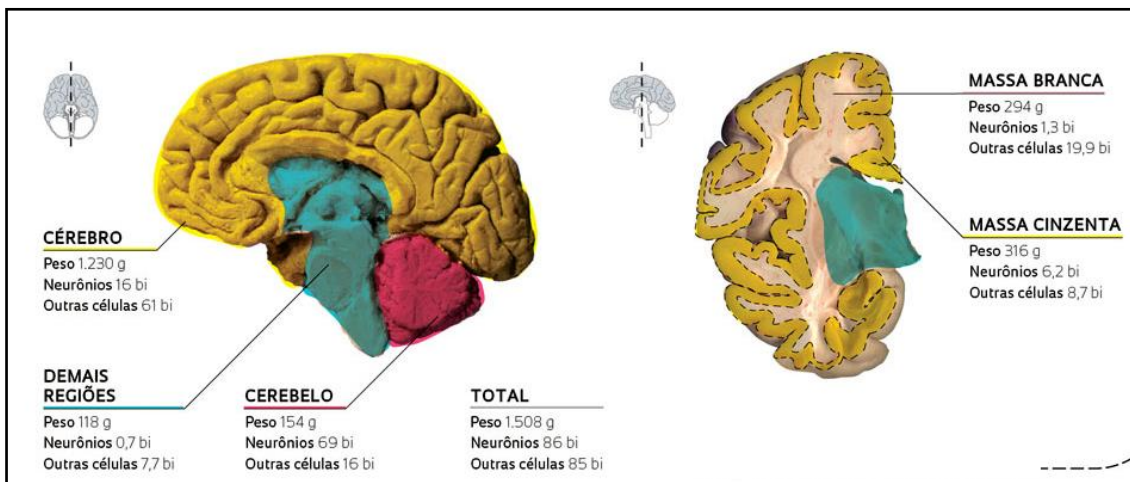 CÉREBRO
Peso 1.230 g
Neurônios 16 bi
Outras células 61 bi
DEMAIS
REGIÕES
Peso 118 g
Neurônios 0,7 bi
Outras células 7,7 bi
CEREBELO
Peso 154 g
Neurônios 69 bi
Outras células 16 bi
TOTAL
Peso 1.508 g
Neurônios 86 bi
Outras células 85 bi
MASSA BRANCA
Peso 294 g
Neurônios 1,3 bi
Outras células 19,9 bi
MASSA CINZENTA
Peso 316 g
Neurônios 6,2 bi
Outras células 8,7 bi